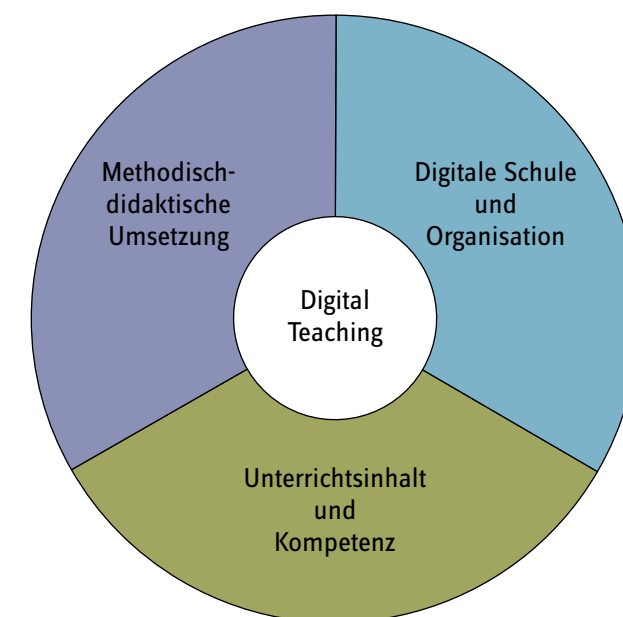 Methodisch-
didaktische
Umsetzung
Digitale Schule
und
Organisation
Digital
Teaching
Unterrichtsinhalt
und
Kompetenz